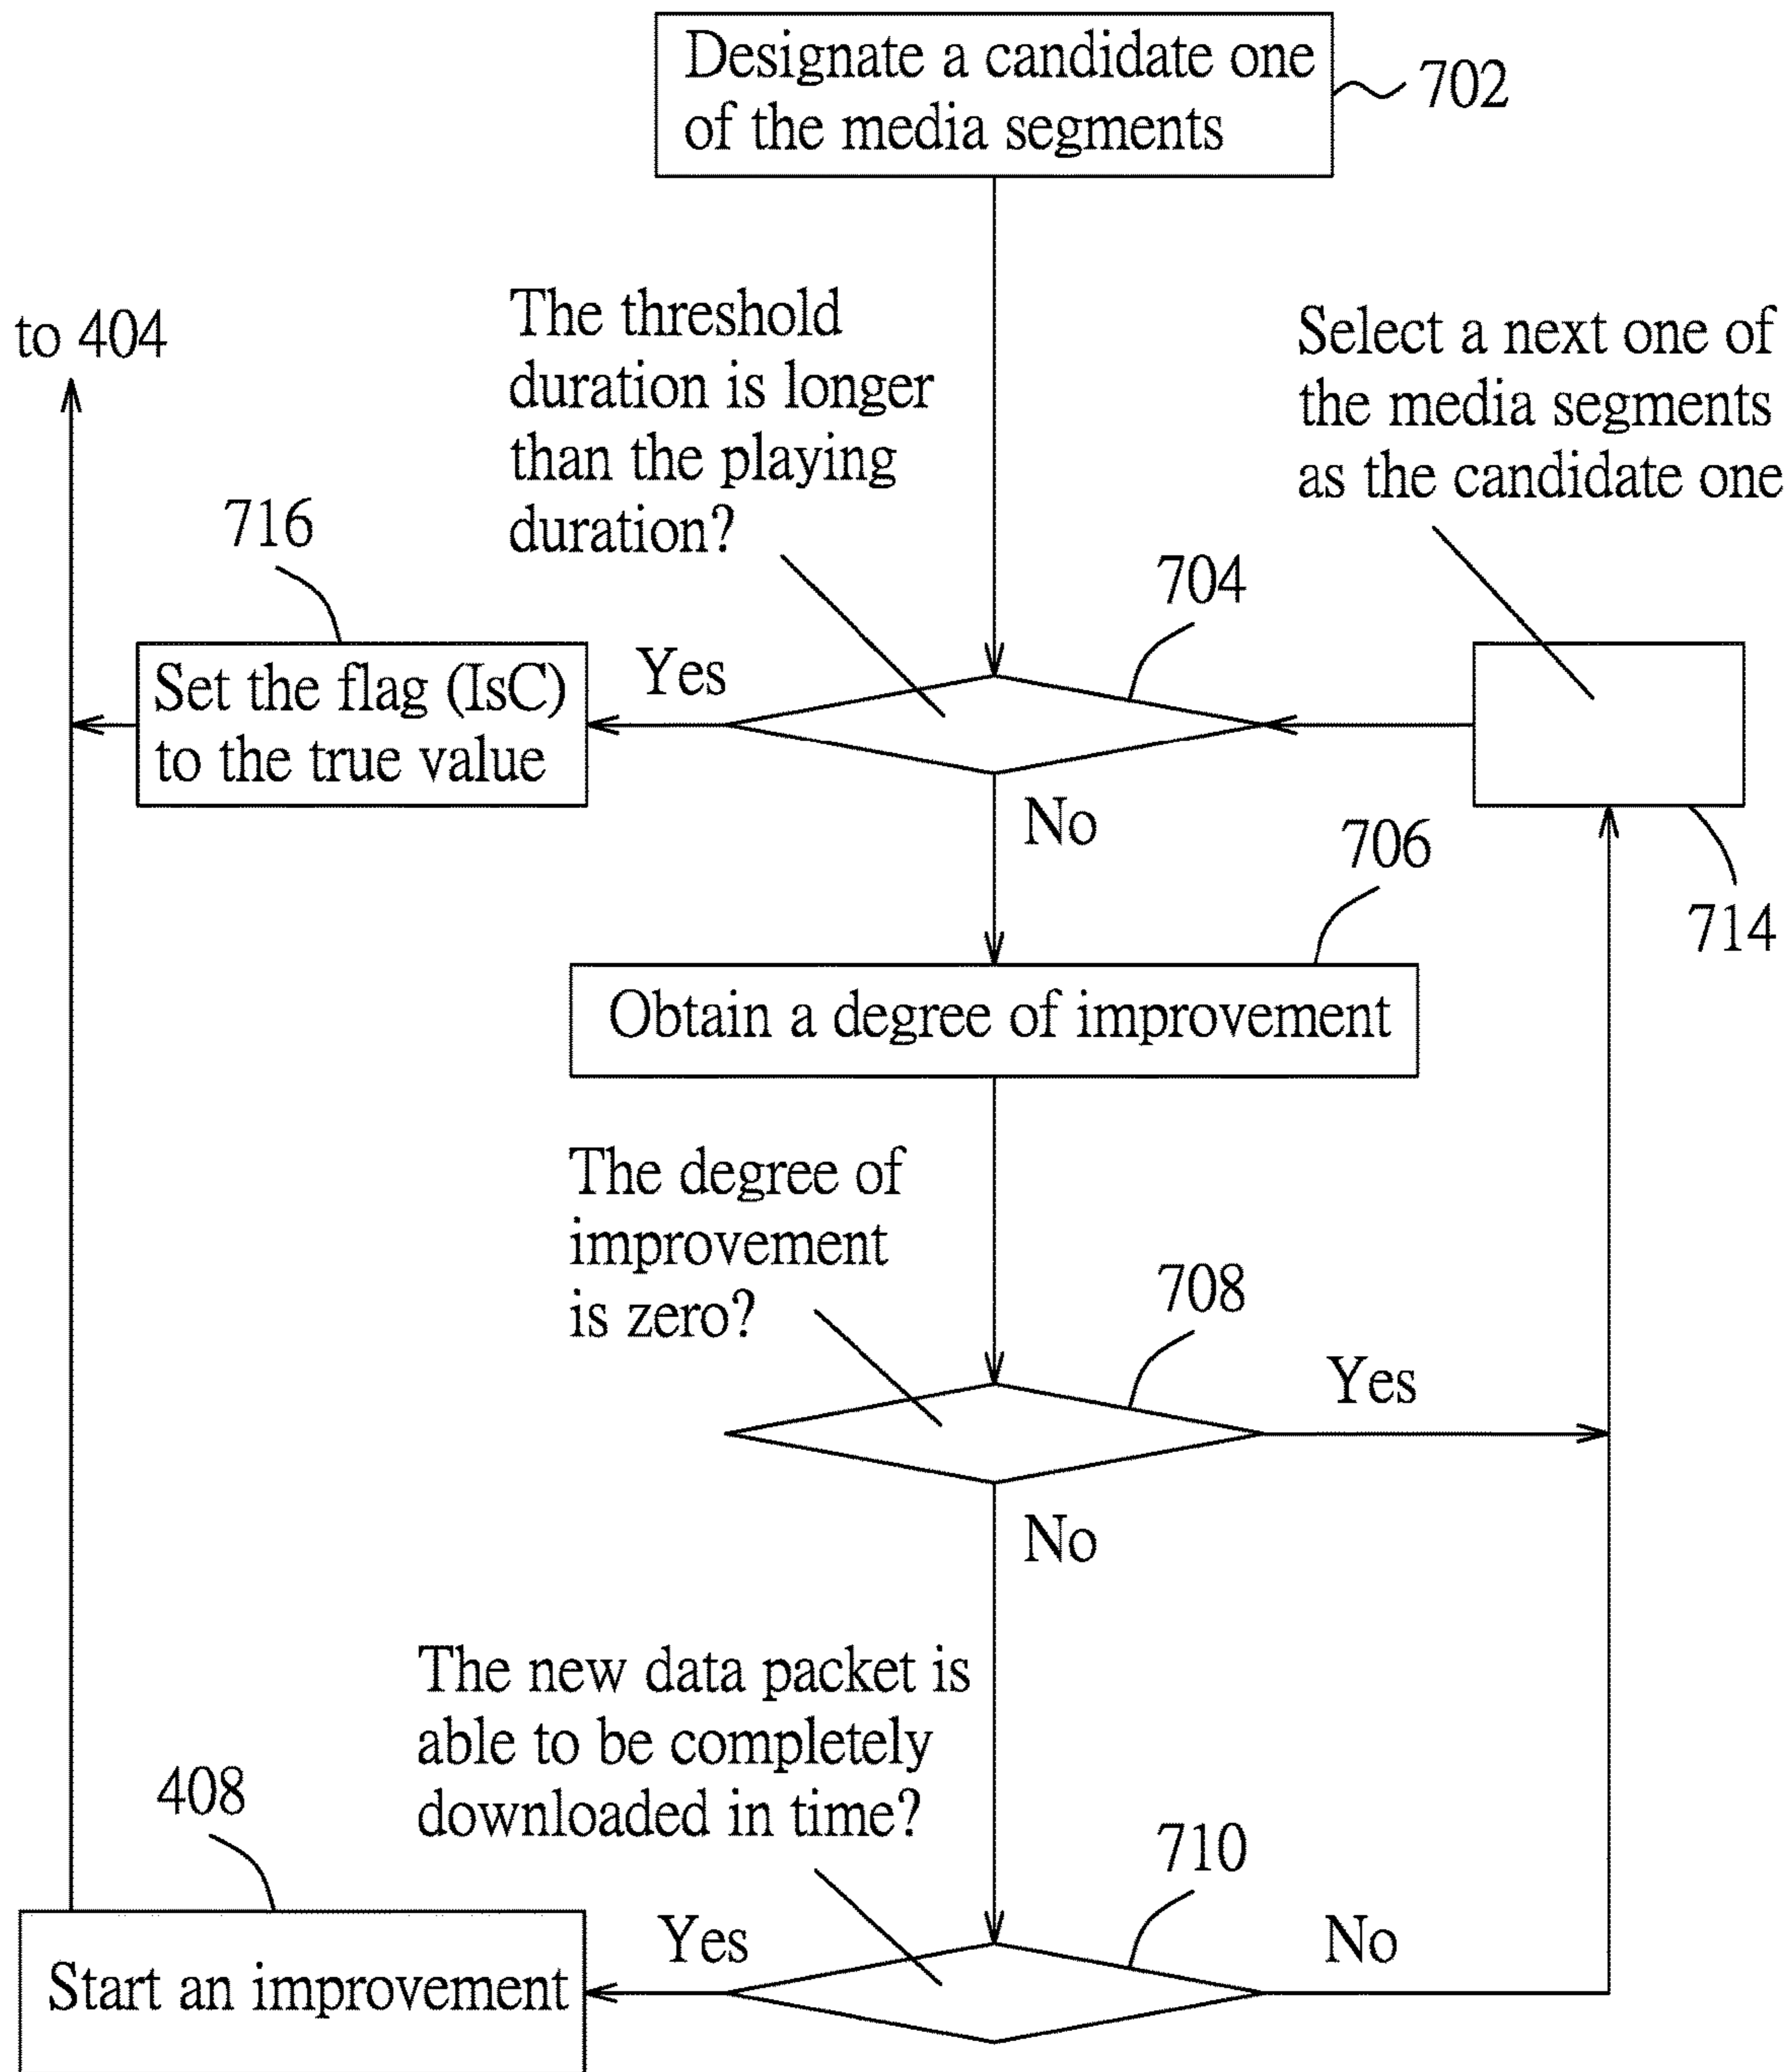 Designate a candidate one
of the media segments
702
to 404
The threshold
duration is longer
than the playing
duration?
Select a next one of
the media segments
as the candidate one
716
704
Set the flag (IsC)
to the true value
Yes
No
706
714
Obtain a degree of improvement
The degree of
improvement
is zero?
708
Yes
No
The new data packet is
able to be completely
downloaded in time?
408
710
Start an improvement
Yes
No